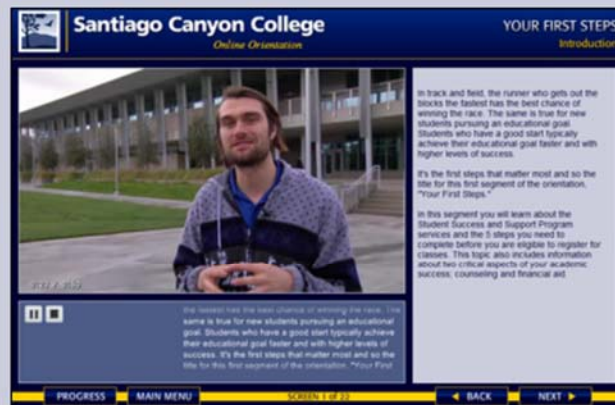 Santiago Canyon College
Online Orientation
YOUR FIRST STEPS
Introduction
In track and field, the runner who gets out the
blocks the fastest has the best chance of
winning the race. The same is true for new
students pursuing an educational goal.
Students who have a good start typically
achieve their educational goal faster and with
higher levels of success.
It's the first steps that matter most and so the
title for this first segment of the orientation,
"Your First Steps."
In this segment you will learn about the
Student Success and Support Program
services and the 5 steps you need to
complete before you are eligible to register for
classes. This topic also includes information
about two critical aspects of your academic
success; counseling and financial aid
the fastest has the best chance of winning the race. The
same is true for new students pursuing an educational
goal. Students who have a good start typically achieve
their educational goal faster and with higher levels of
success. It's the first steps that matter most and so the
title for this first segment of the orientation, "Your First
PROGRESS
MAIN MENU
SCREEN 1 of 22
BACK
NEXT